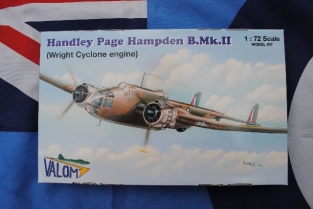 Handley Page Hampden B.Mk.II
(Wright Cyclone engine)
1:72 Scale
MODEL KIT
VALOM